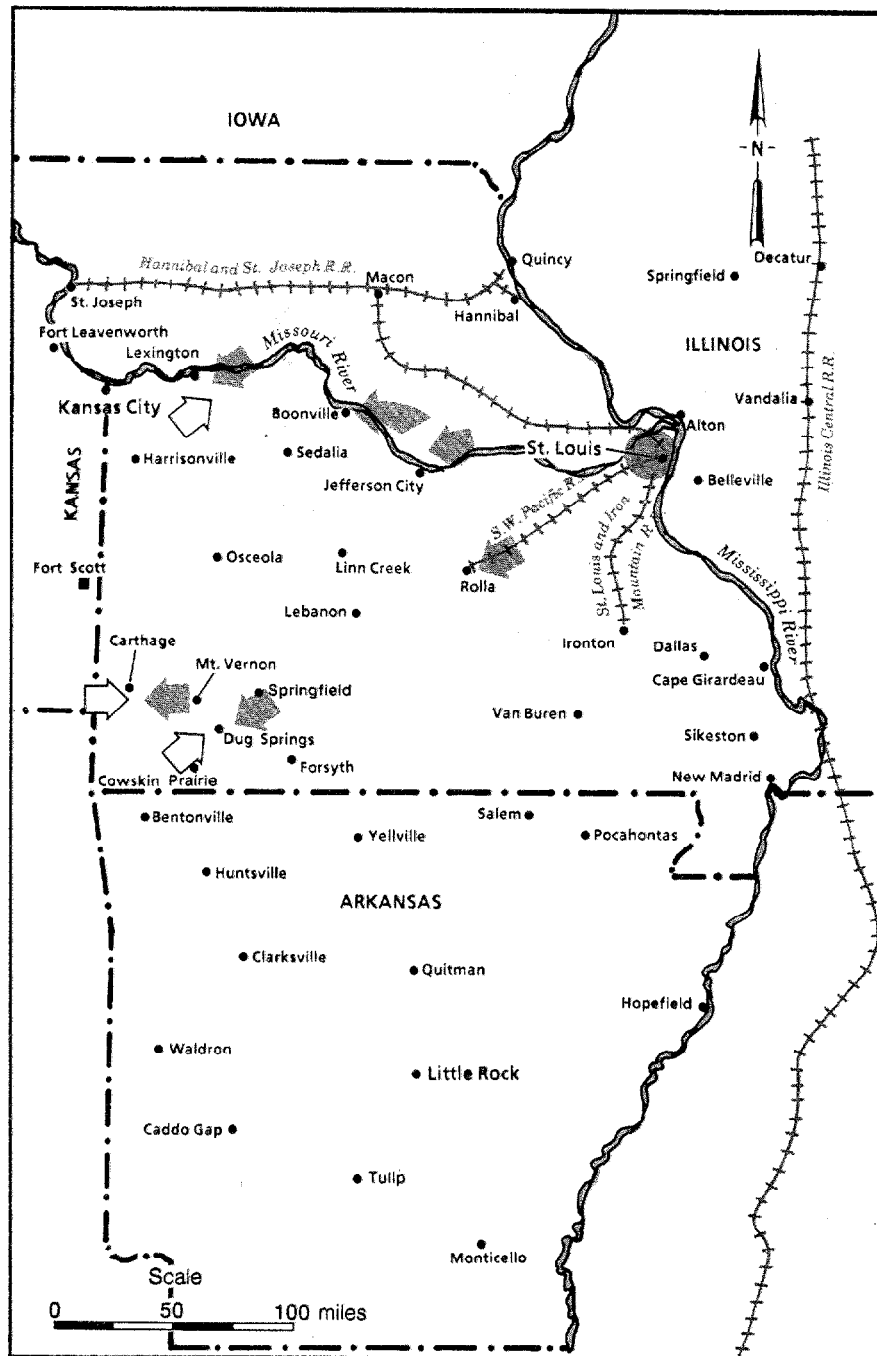 IOWA
N
Hannibal and St. Joseph R.R.
Macon
Quincy
Springfield
Decatur
St. Joseph
Hannibal
Fort Leavenworth
Lexington
Missouri
River
ILLINOIS
Kansas City
Boonville
Vandalia
Alton
Illinois Central R.R.
KANSAS
Harrisonville
Sedalia
St. Louis
Jefferson City
Belleville
S.W. Pacific R.
St. Louis and Iron
Mountain R.
Mississippi
River
Fort Scott
Osceola
Linn Creek
Rolla
Lebanon
Ironton
Carthage
Mt. Vernon
Dallas
Springfield
Cape Girardeau
Van Buren
Dug Springs
Sikeston
Forsyth
Cowskin Prairie
New Madrid
Bentonville
Salem
Yellville
Pocahontas
Huntsville
ARKANSAS
Clarksville
Quitman
Hopefield
Waldron
Little Rock
Caddo Gap
Tulip
Monticello
Scale
0 50 100 miles